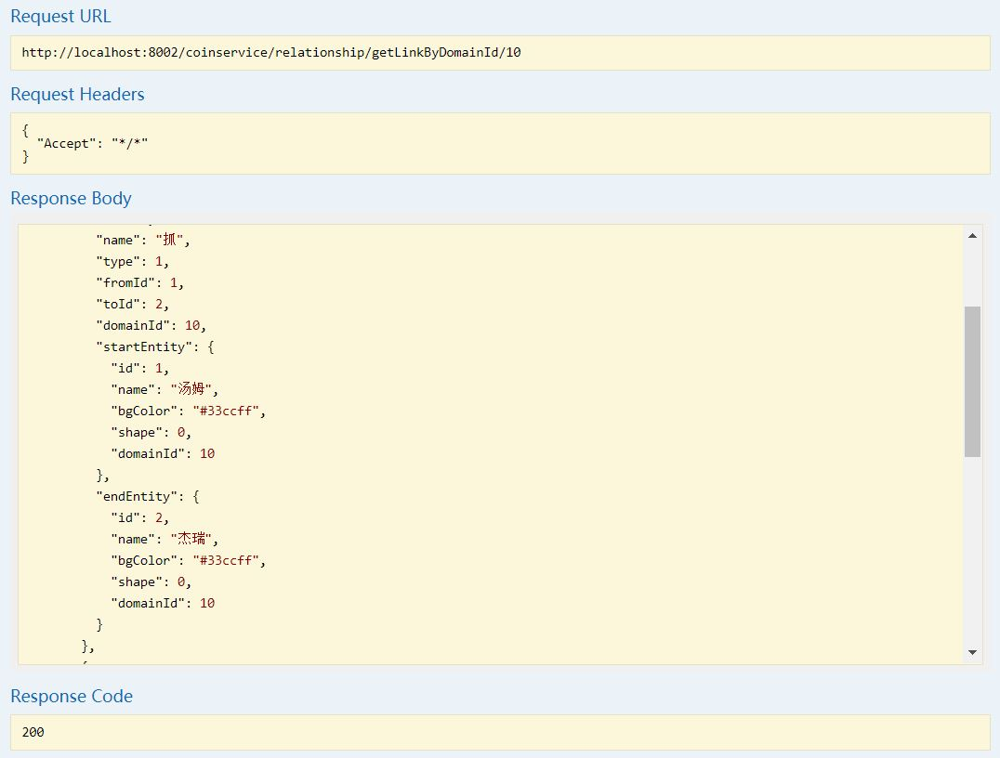 Request URL
http://localhost:8002/coinservice/relationship/getLinkByDomainId/10
Request Headers
{
"Accept": "*/*"
}
Response Body
"name": "抓",
"type": 1,
"fromId": 1,
"toId": 2,
"domainId": 10,
"startEntity": {
"id": 1,
"name": "汤姆",
"bgColor": "#33ccff",
"shape": 0,
"domainId": 10
},
"endEntity": {
"id": 2,
"name": "杰瑞",
"bgColor": "#33ccff",
"shape": 0,
"domainId": 10
}
},
Response Code
200